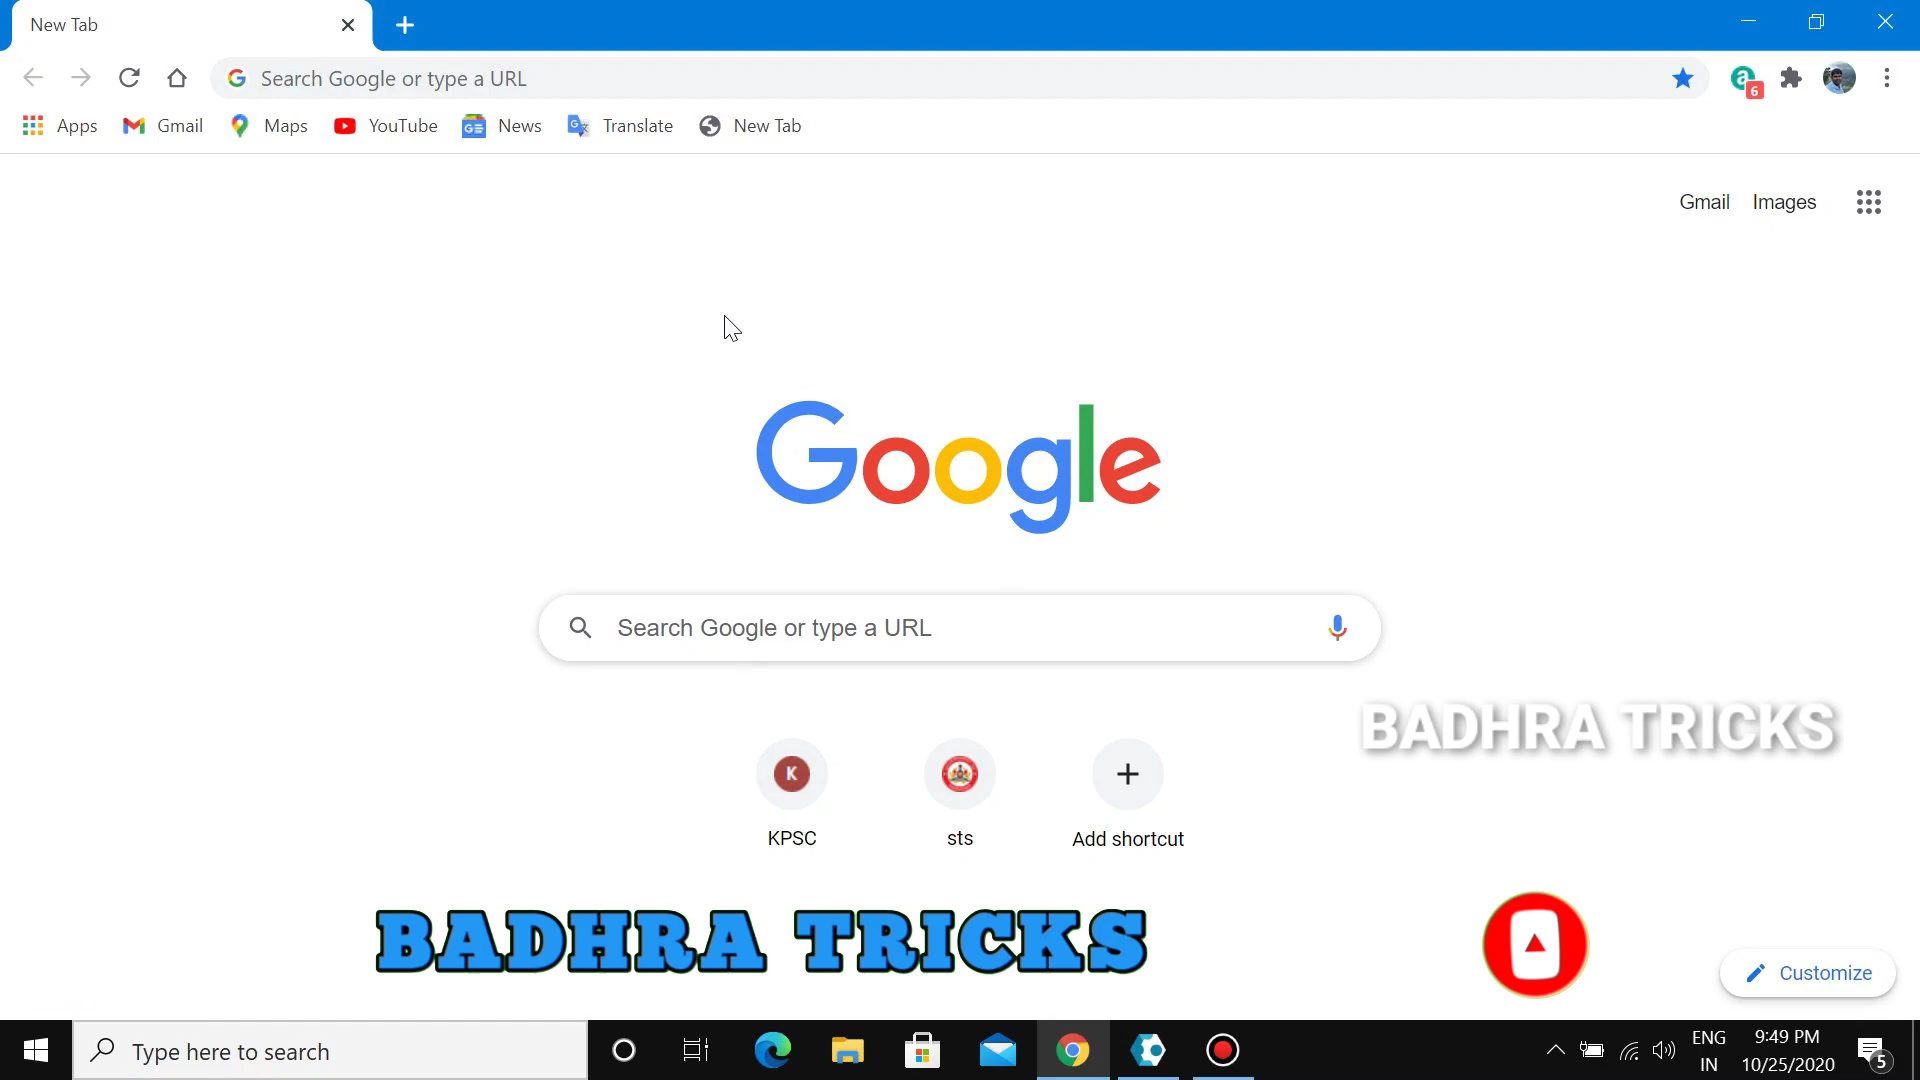 New Tab
Search Google or type a URL
6
Apps
Gmail
Maps
YouTube
News
Translate
New Tab
Gmail
Images
Google
Search Google or type a URL
BADHRA TRICKS
K
KPSC
sts
Add shortcut
BADHRA TRICKS
Customize
Type here to search
ENG
IN
9:49 PM
10/25/2020
5